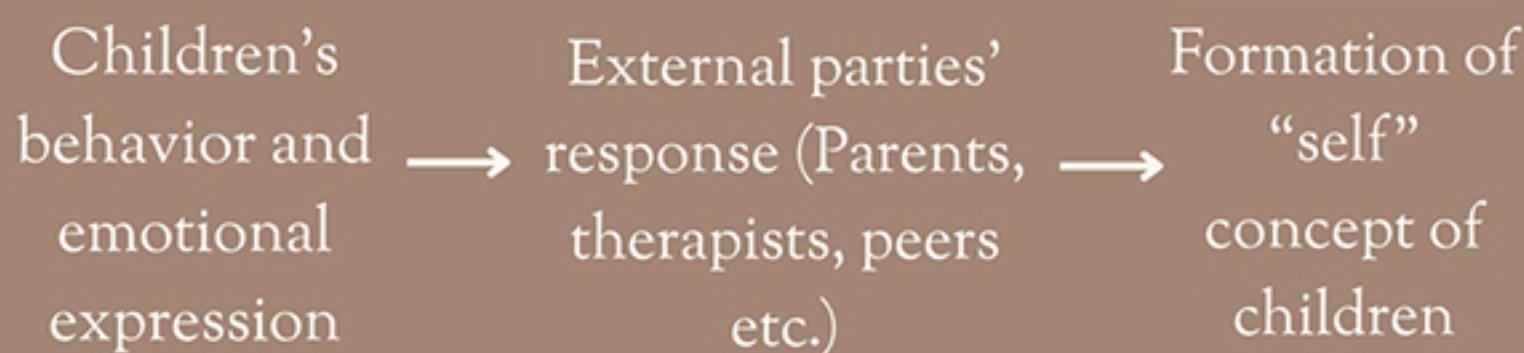 Children’s
behavior and
emotional
expression
External parties’
response (Parents,
therapists, peers
etc.)
Formation of
“self”
concept of
children